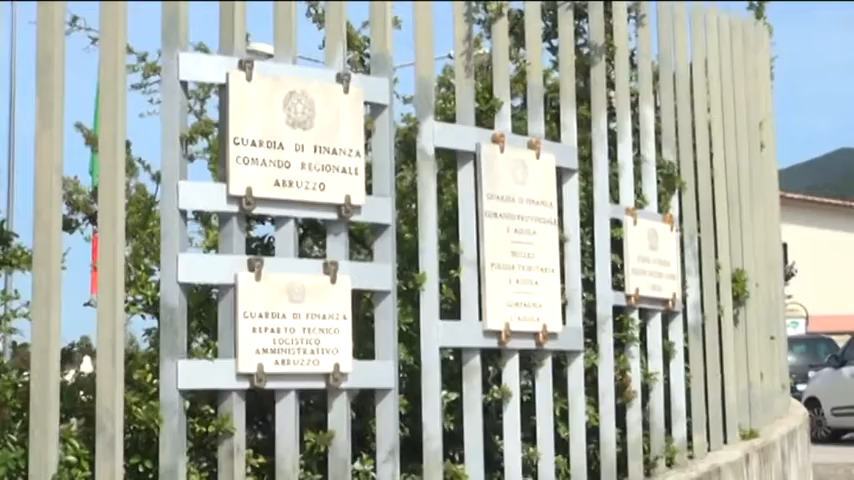 GUARDIA DI FINANZA
COMANDO REGIONALE
ABRUZZO
GUARDIA DI FINANZA
REPARTO TECNICO
LOGISTICO
AMMINISTRATIVO
ABRUZZO
GUARDIA DI FINANZA
COMANDO PROVINCIALE
L'AQUILA
NUCLEO
POLIZIA TRIBUTARIA
L'AQUILA
COMPAGNIA
L'AQUILA